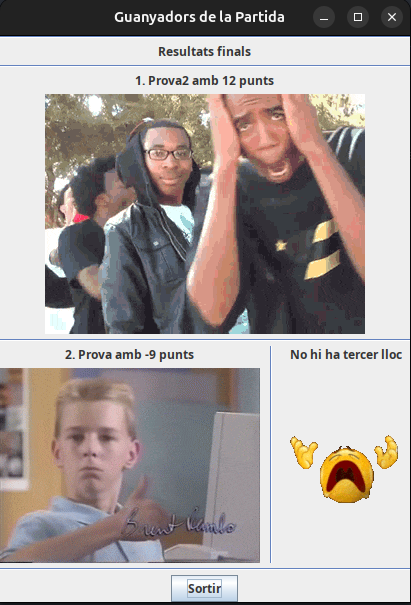 Guanyadors de la Partida
Resultats finals
1. Prova2 amb 12 punts
2. Prova amb -9 punts
No hi ha tercer lloc
Brent Rambo
Sortir